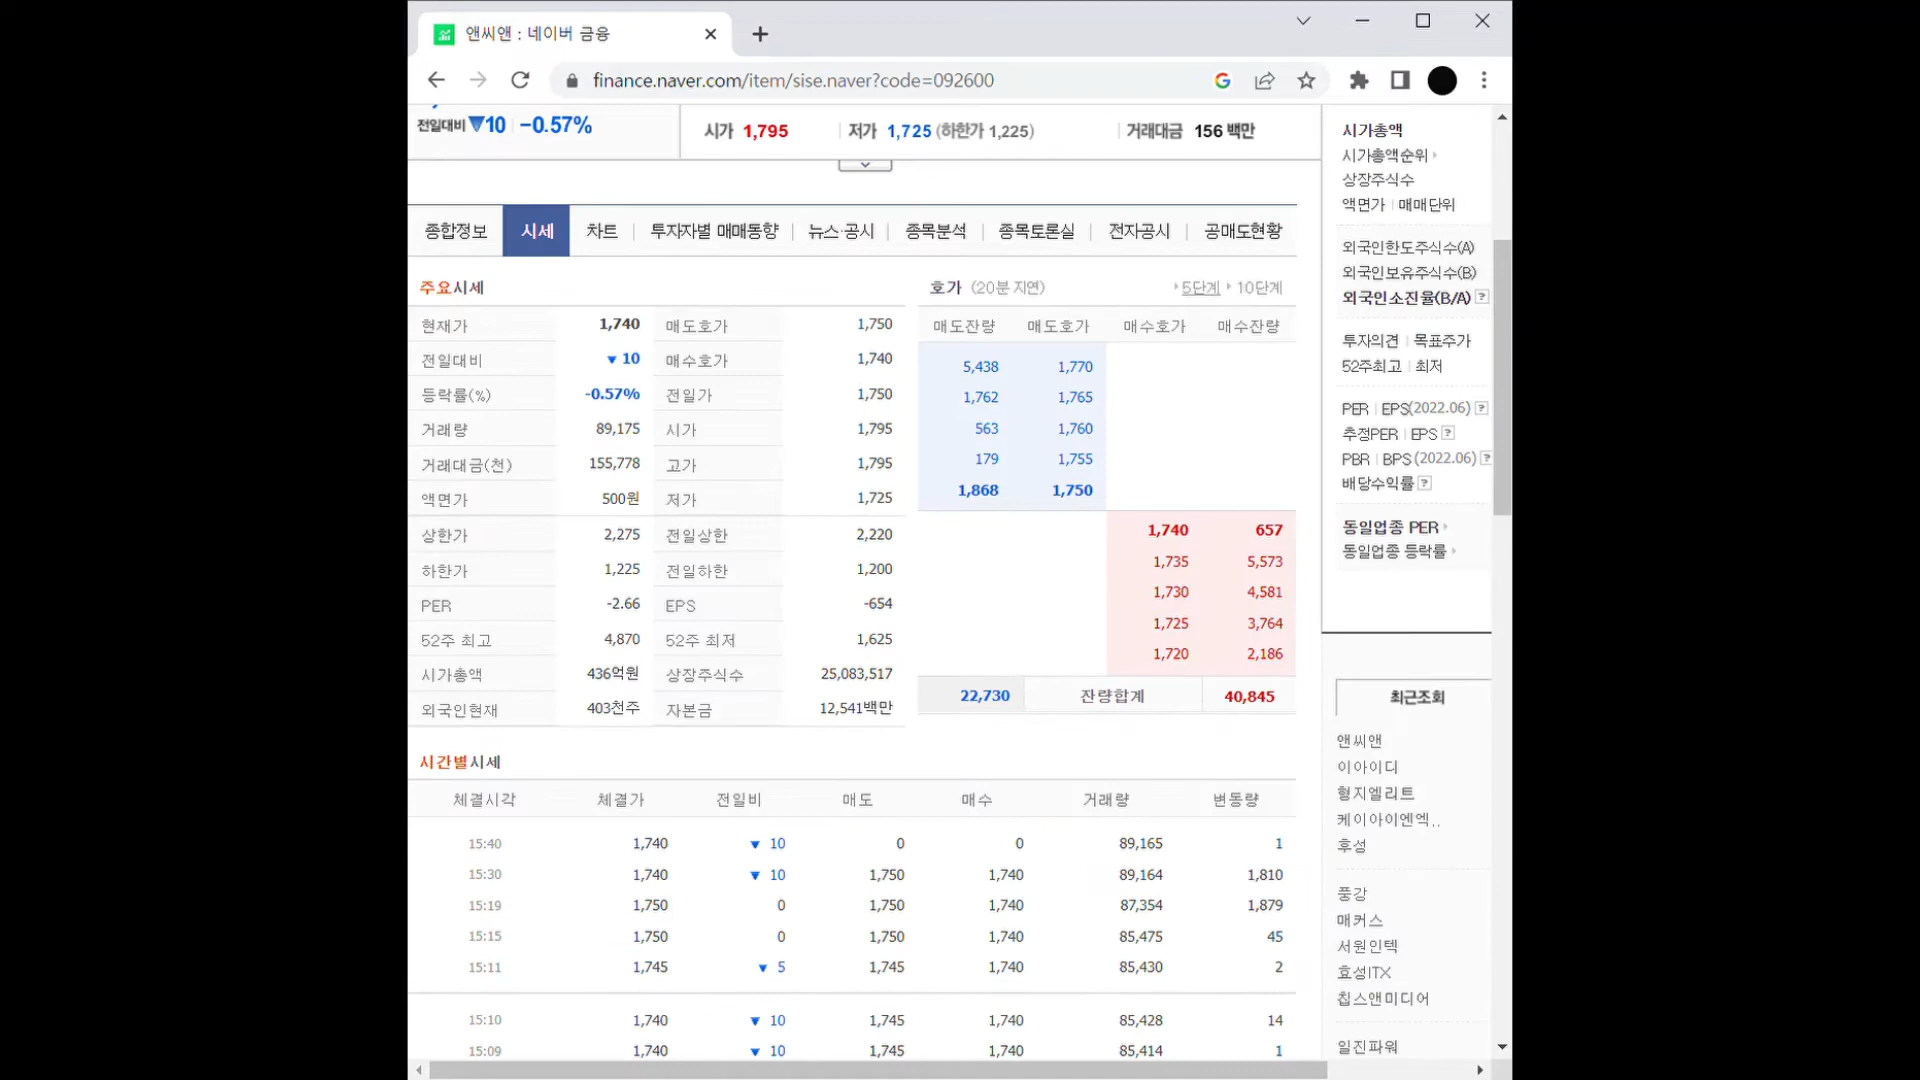 앤씨앤 : 네이버 금융
finance.naver.com/item/sise.naver?code=092600
전일대비 ▼10 | -0.57%
시가 1,795 저가 1,725 (하한가 1,225) 거래대금 156 백만
종합정보 시세 차트 투자자별 매매동향 뉴스·공시 종목분석 종목토론실 전자공시 공매도현황
주요시세
현재가 1,740 매도호가 1,750
전일대비 ▼ 10 매수호가 1,740
등락률(%) -0.57% 전일가 1,750
거래량 89,175 시가 1,795
거래대금(천) 155,778 고가 1,795
액면가 500원 저가 1,725
상한가 2,275 전일상한 2,220
하한가 1,225 전일하한 1,200
PER -2.66 EPS -654
52주 최고 4,870 52주 최저 1,625
시가총액 436억원 상장주식수 25,083,517
외국인현재 403천주 자본금 12,541백만
호가 (20분 지연) 5단계 10단계
매도잔량 매도호가 매수호가 매수잔량
5,438 1,770
1,762 1,765
563 1,760
179 1,755
1,868 1,750
1,740 657
1,735 5,573
1,730 4,581
1,725 3,764
1,720 2,186
22,730 잔량합계 40,845
시간별시세
체결시각 체결가 전일비 매도 매수 거래량 변동량
15:40 1,740 ▼ 10 0 0 89,165 1
15:30 1,740 ▼ 10 1,750 1,740 89,164 1,810
15:19 1,750 0 1,750 1,740 87,354 1,879
15:15 1,750 0 1,750 1,740 85,475 45
15:11 1,745 ▼ 5 1,745 1,740 85,430 2
15:10 1,740 ▼ 10 1,745 1,740 85,428 14
15:09 1,740 ▼ 10 1,745 1,740 85,414 1
시가총액
시가총액순위
상장주식수
액면가 | 매매단위
외국인한도주식수(A)
외국인보유주식수(B)
외국인소진율(B/A) ?
투자의견 | 목표주가
52주최고 | 최저
PER | EPS(2022.06) ?
추정PER | EPS ?
PBR | BPS (2022.06) ?
배당수익률 ?
동일업종 PER
동일업종 등락률
최근조회
앤씨앤
이아이디
형지엘리트
케이아이엔엑..
후성
풍강
매커스
서원인텍
효성ITX
칩스앤미디어
일진파워